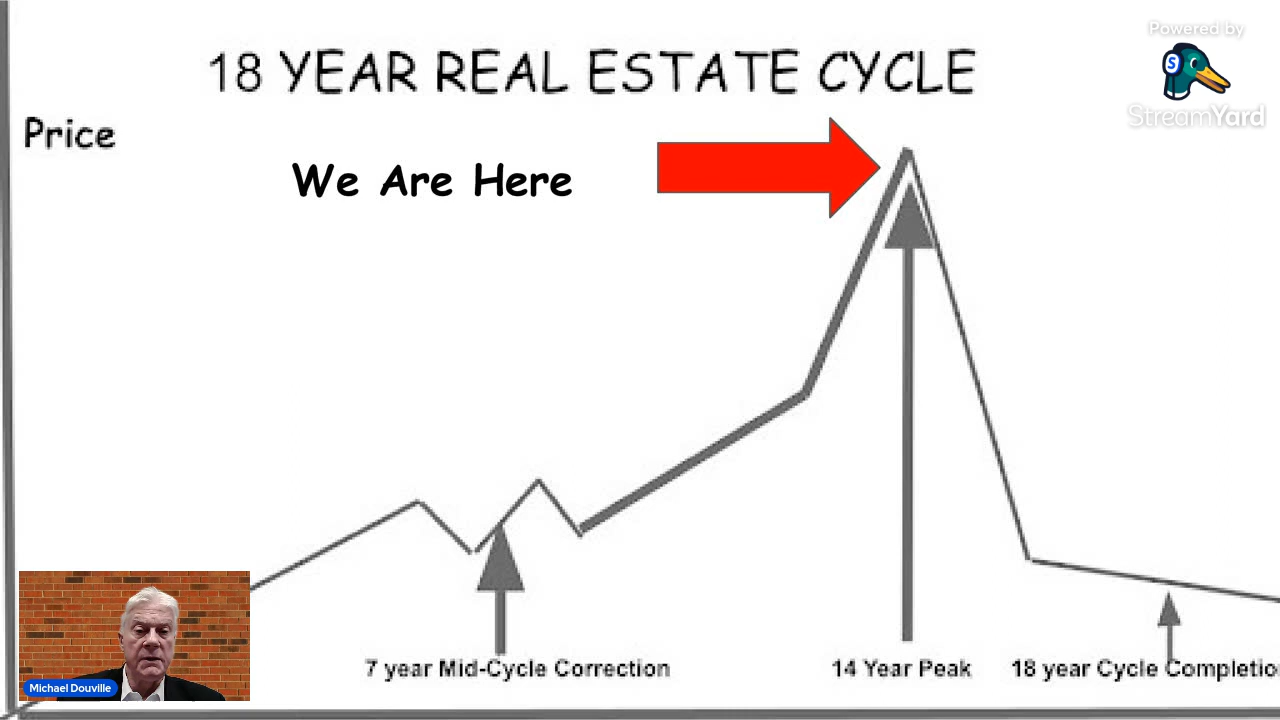 Powered by
S
StreamYard
18 YEAR REAL ESTATE CYCLE
Price
We Are Here
7 year Mid-Cycle Correction
14 Year Peak
18 year Cycle Completio
Michael Douville